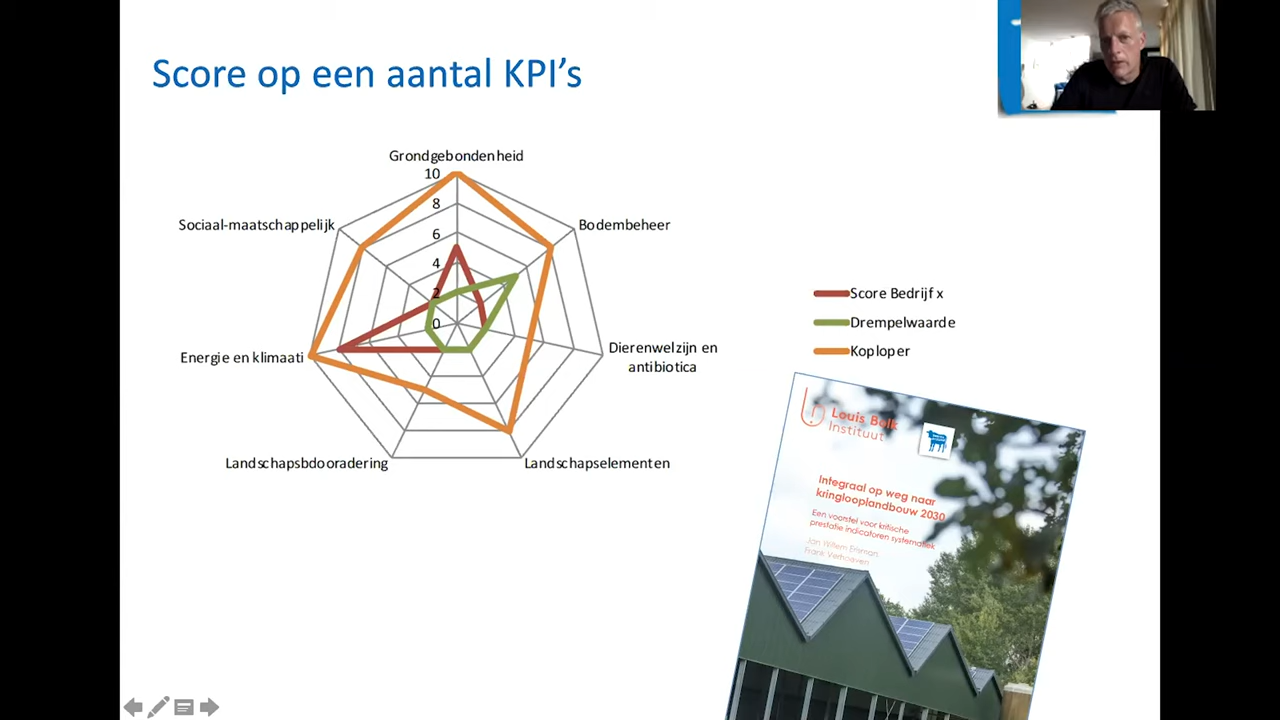 Score op een aantal KPI's
Grondgebondenheid
10
8
6
4
2
0
Sociaal-maatschappelijk
Bodembeheer
Energie en klimaati
Dierenwelzijn en
antibiotica
Landschapsbdooradering
Landschapselementen
Score Bedrijf x
Drempelwaarde
Koploper
Louis Bolk
Instituut
Integraal op weg naar
kringlooplandbouw 2030
Een voorstel voor kritische
prestatie indicatoren systematiek
Jan Willem Erisman
Frank Verhoeven